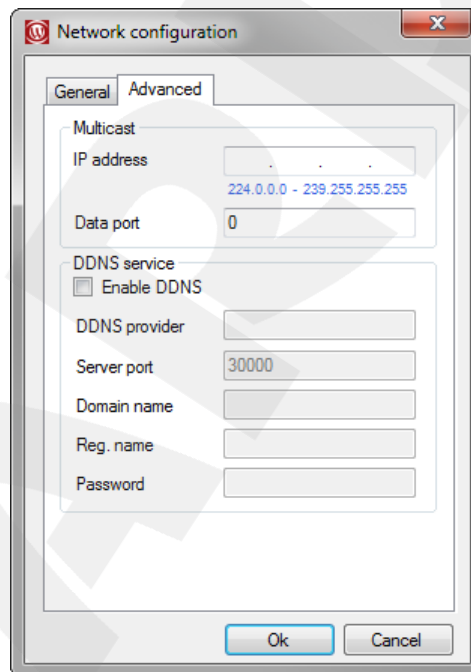 Network configuration
General Advanced
Multicast
IP address . . .
224.0.0.0 - 239.255.255.255
Data port 0
DDNS service
Enable DDNS
DDNS provider
Server port 30000
Domain name
Reg. name
Password
Ok Cancel